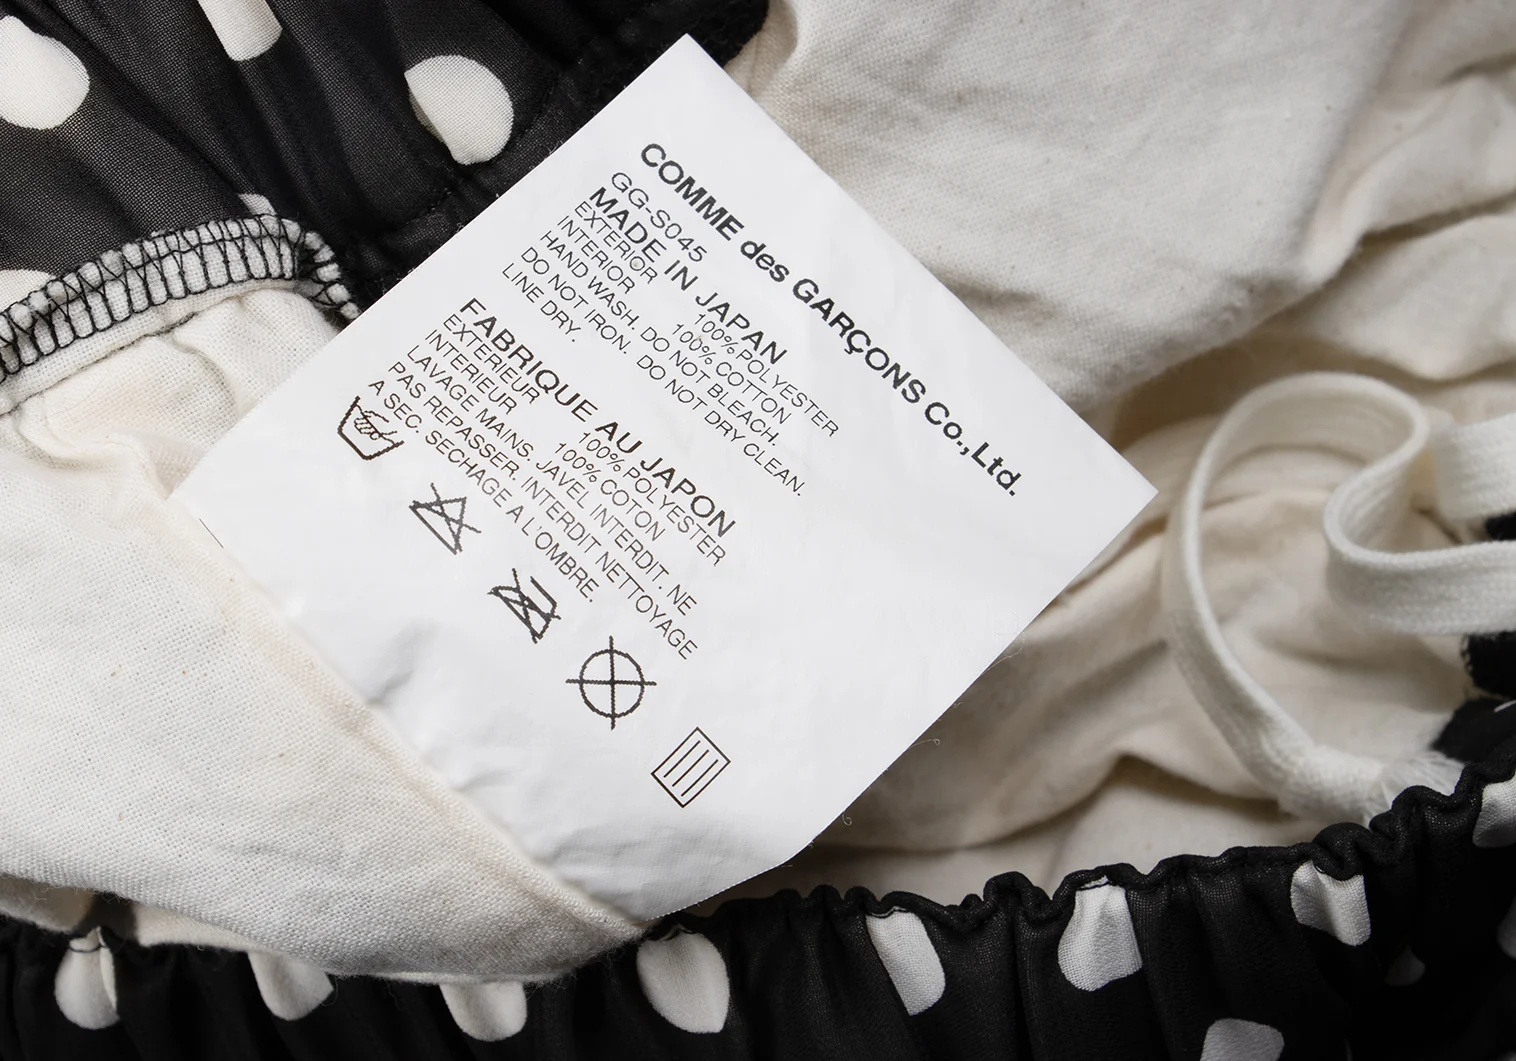 COMME des GARÇONS Co.,Ltd.
GG-S045
MADE IN JAPAN
EXTERIOR 100% POLYESTER
INTERIOR 100% COTTON
HAND WASH. DO NOT BLEACH.
DO NOT IRON. DO NOT DRY CLEAN.
LINE DRY.
FABRIQUE AU JAPON
EXTERIEUR 100% POLYESTER
INTERIEUR 100% COTON
LAVAGE MAINS. JAVEL INTERDIT. NE
PAS REPASSER. INTERDIT NETTOYAGE
A SEC. SECHAGE A L'OMBRE.